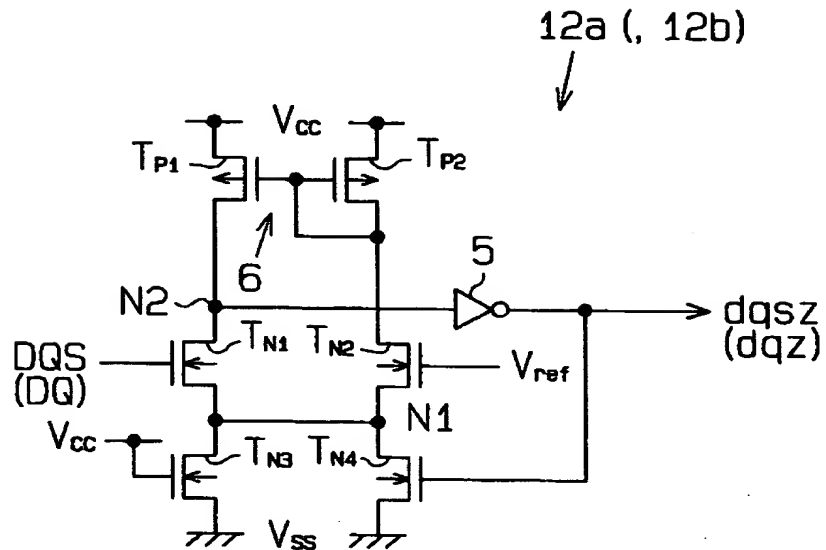 12a (, 12b)
Vcc
TP1
TP2
6
5
N2
dqsz
(dqz)
TN1
TN2
DQS
(DQ)
Vref
N1
Vcc
TN3
TN4
Vss